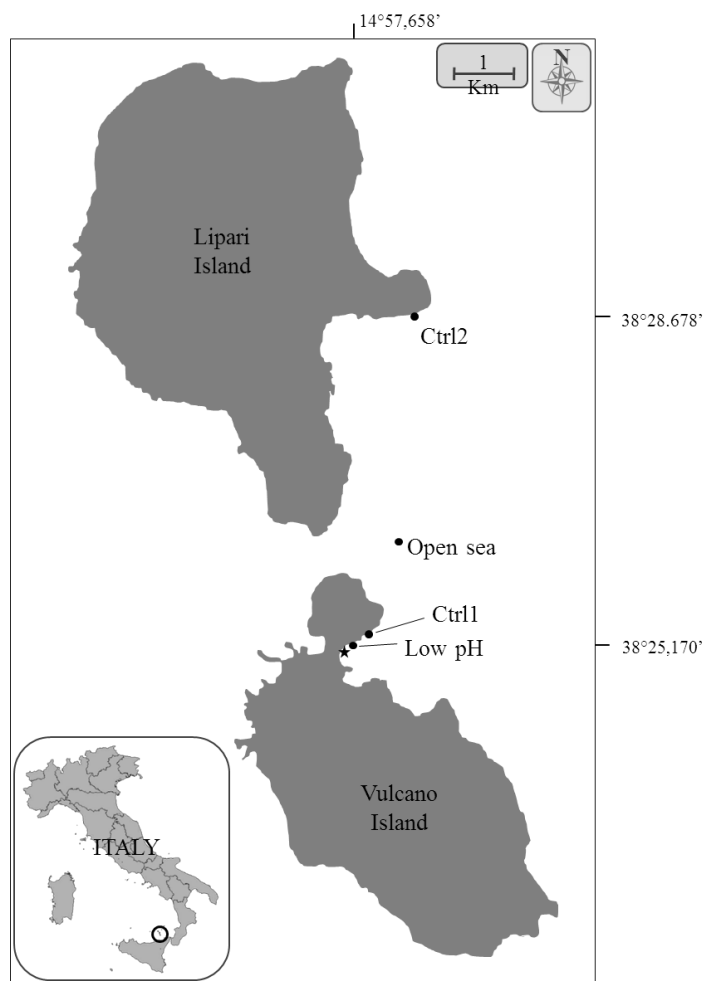 14°57,658’
1
Km
N
Lipari
Island
38°28.678’
Ctrl2
Open sea
Ctrl1
Low pH
38°25,170’
Vulcano
Island
ITALY